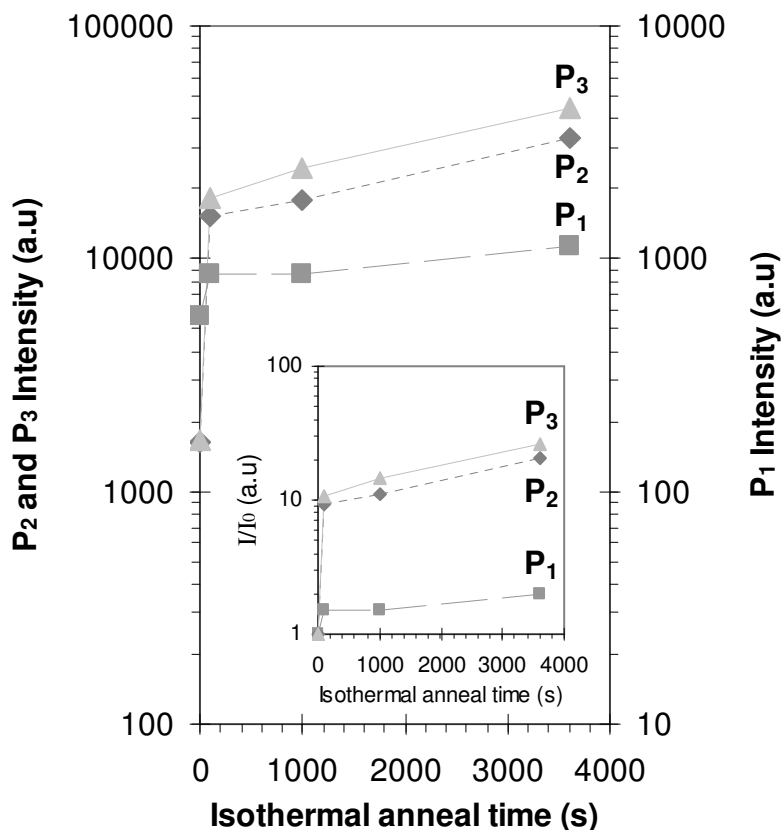 100000
10000
P3
P2
P1
10000
1000
1000
100
100
10
P2 and P3 Intensity (a.u)
P1 Intensity (a.u)
100
10
1
I/I0 (a.u)
P3
P2
P1
0 1000 2000 3000 4000
Isothermal anneal time (s)
0 1000 2000 3000 4000
Isothermal anneal time (s)